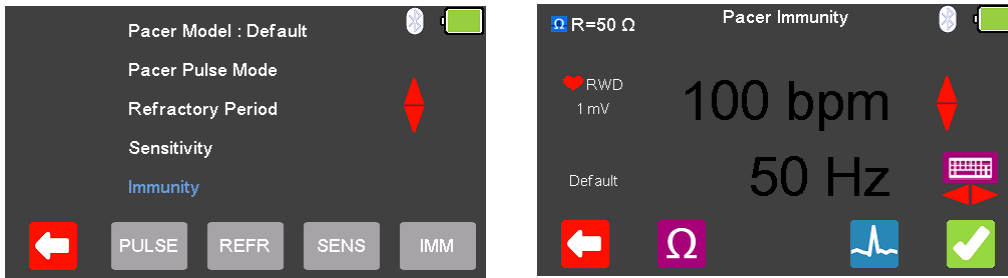 Pacer Model : Default
Pacer Pulse Mode
Refractory Period
Sensitivity
Immunity
PULSE REFR SENS IMM
Ω R=50 Ω Pacer Immunity
RWD
1 mV
100 bpm
Default
50 Hz
Ω